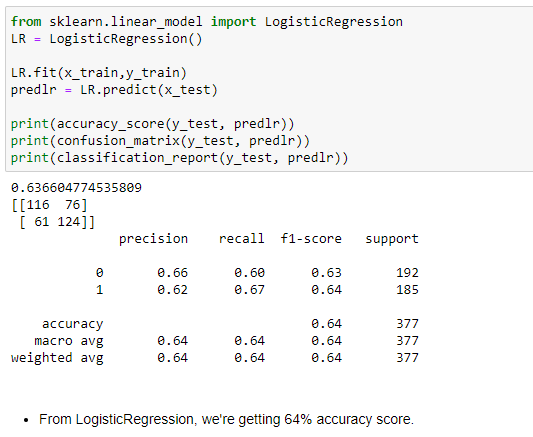 from sklearn.linear_model import LogisticRegression
LR = LogisticRegression()
LR.fit(x_train,y_train)
predlr = LR.predict(x_test)
print(accuracy_score(y_test, predlr))
print(confusion_matrix(y_test, predlr))
print(classification_report(y_test, predlr))
0.636604774535809
[[116  76]
 [ 61 124]]
              precision    recall  f1-score   support
           0       0.66      0.60      0.63       192
           1       0.62      0.67      0.64       185
    accuracy                           0.64       377
   macro avg       0.64      0.64      0.64       377
weighted avg       0.64      0.64      0.64       377
• From LogisticRegression, we're getting 64% accuracy score.